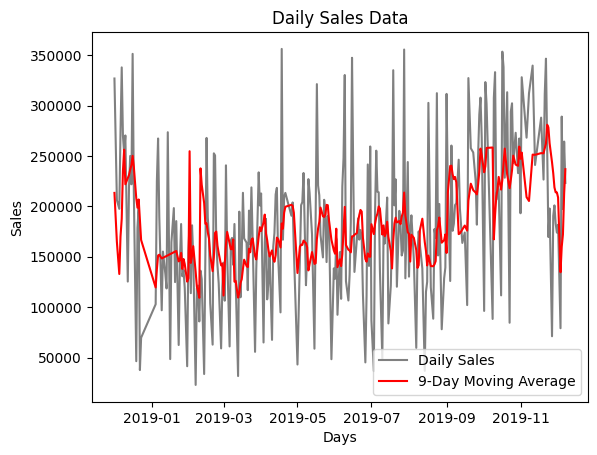 Daily Sales Data
Sales
350000
300000
250000
200000
150000
100000
50000
2019-01 2019-03 2019-05 2019-07 2019-09 2019-11
Days
Daily Sales
9-Day Moving Average